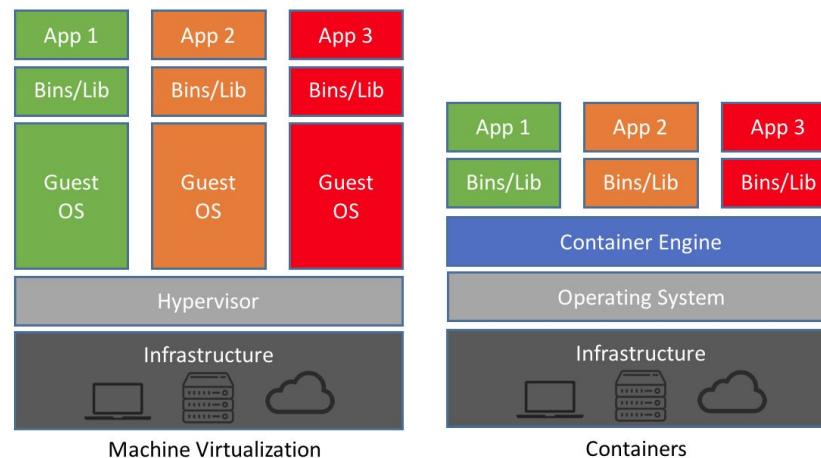 App 1
App 2
App 3
Bins/Lib
Bins/Lib
Bins/Lib
Guest
OS
Guest
OS
Guest
OS
Hypervisor
Infrastructure
Machine Virtualization
App 1
App 2
App 3
Bins/Lib
Bins/Lib
Bins/Lib
Container Engine
Operating System
Infrastructure
Containers